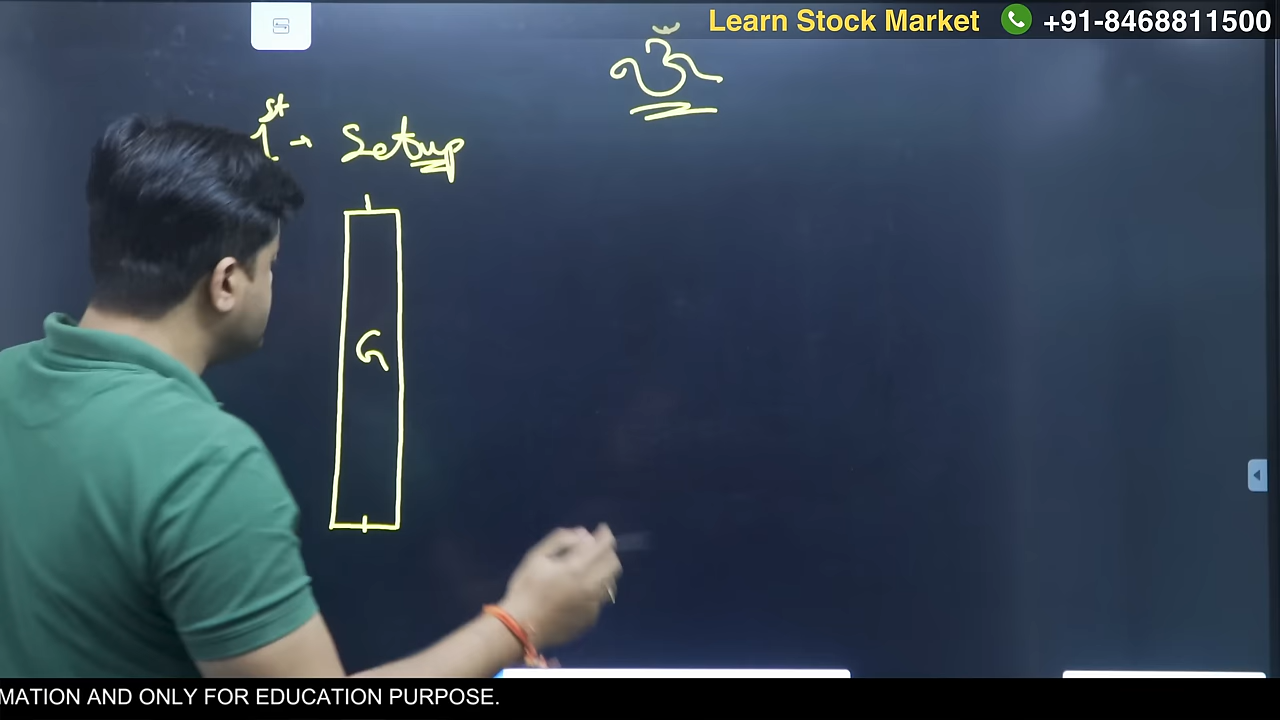 Learn Stock Market +91-8468811500
ॐ
1st → Setup
G
MATION AND ONLY FOR EDUCATION PURPOSE.